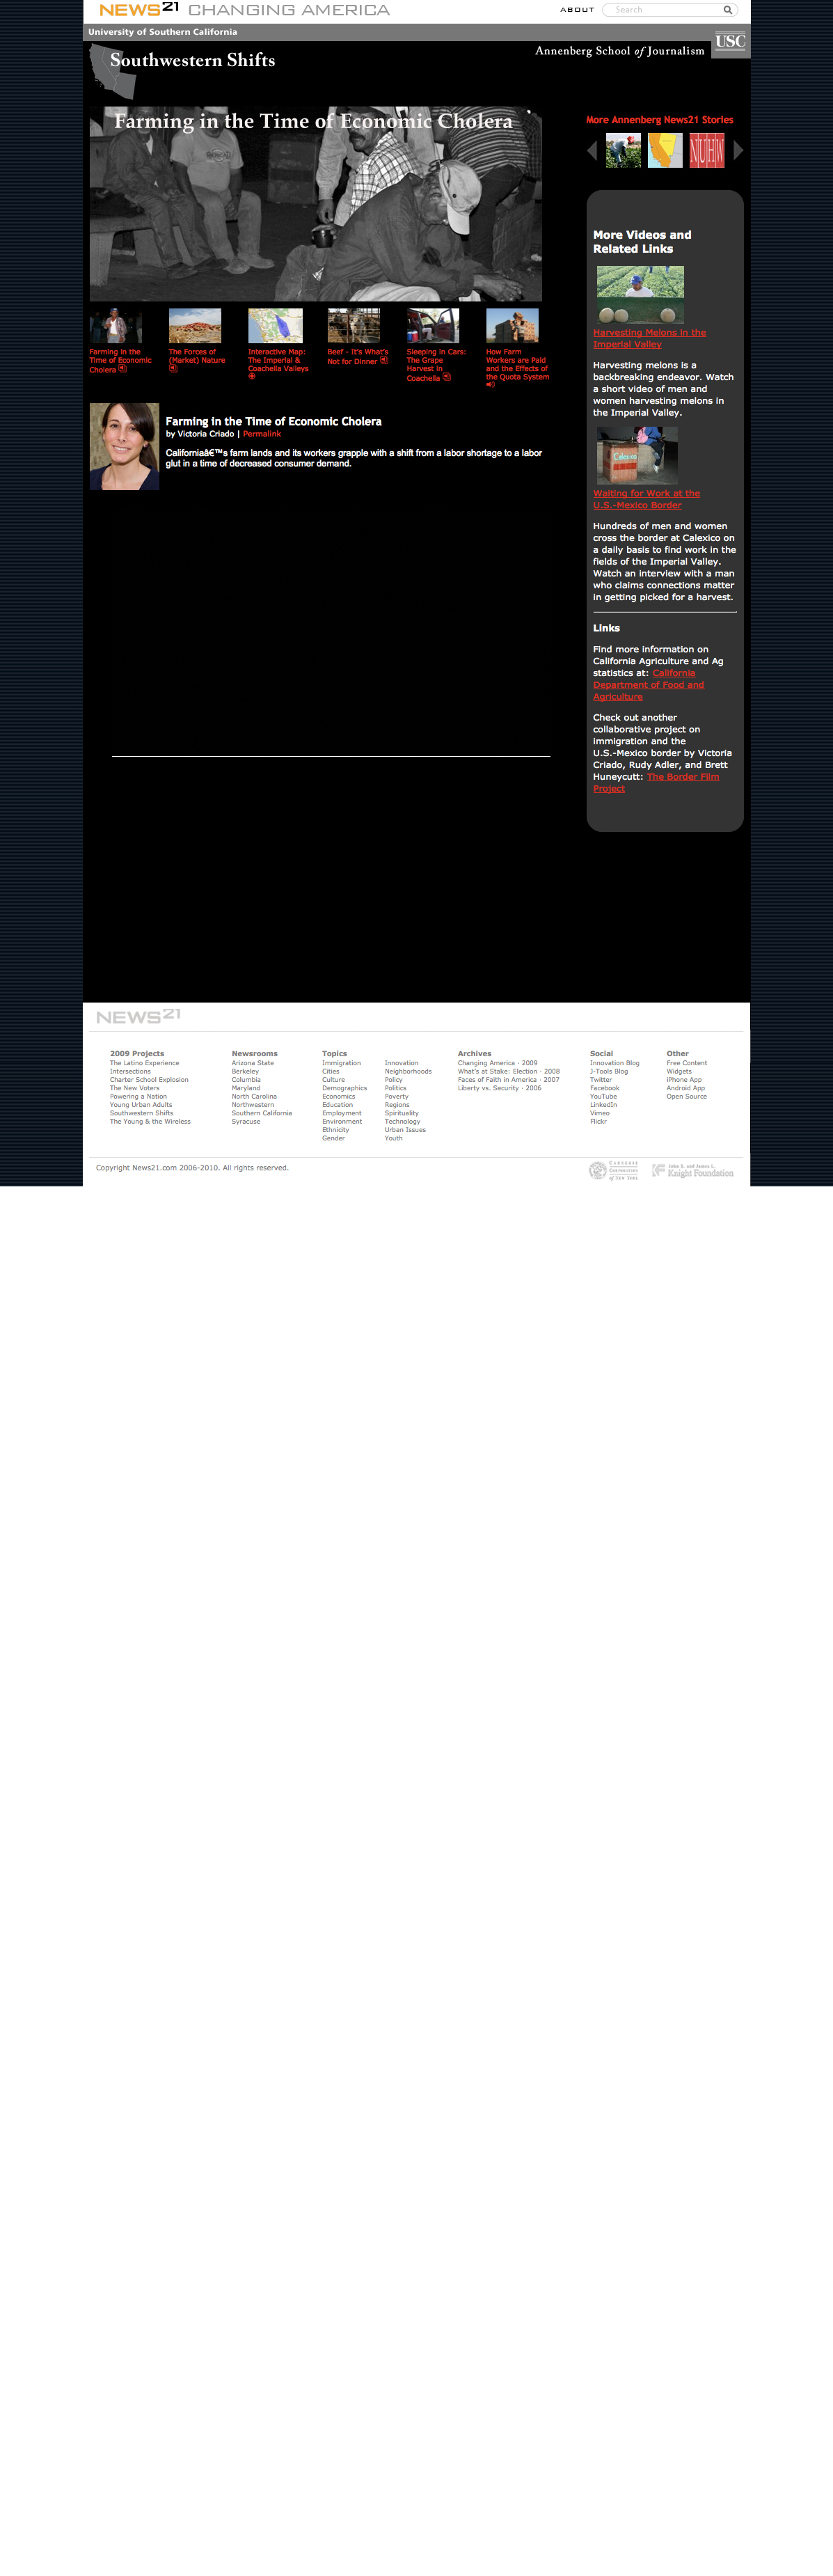 NEWS21 CHANGING AMERICA
ABOUT
Search
University of Southern California
USC
Southwestern Shifts
Annenberg School of Journalism
Farming in the Time of Economic Cholera
More Annenberg News21 Stories
NUHW
Farming in the
Time of Economic
Cholera
The Forces of
(Market) Nature
Interactive Map:
The Imperial &
Coachella Valleys
Beef - It's What's
Not for Dinner
Sleeping in Cars:
The Grape
Harvest in
Coachella
How Farm
Workers are Paid
and the Effects of
the Quota System
Farming in the Time of Economic Cholera
by Victoria Criado | Permalink
Californiaâ€™s farm lands and its workers grapple with a shift from a labor shortage to a labor
glut in a time of decreased consumer demand.
More Videos and
Related Links
Harvesting Melons in the
Imperial Valley
Harvesting melons is a
backbreaking endeavor. Watch
a short video of men and
women harvesting melons in
the Imperial Valley.
Calexico
Waiting for Work at the
U.S.-Mexico Border
Hundreds of men and women
cross the border at Calexico on
a daily basis to find work in the
fields of the Imperial Valley.
Watch an interview with a man
who claims connections matter
in getting picked for a harvest.
Links
Find more information on
California Agriculture and Ag
statistics at: California
Department of Food and
Agriculture
Check out another
collaborative project on
immigration and the
U.S.-Mexico border by Victoria
Criado, Rudy Adler, and Brett
Huneycutt: The Border Film
Project
NEWS21
2009 Projects
The Latino Experience
Intersections
Charter School Explosion
The New Voters
Powering a Nation
Young Urban Adults
Southwestern Shifts
The Young & the Wireless
Newsrooms
Arizona State
Berkeley
Columbia
Maryland
North Carolina
Northwestern
Southern California
Syracuse
Topics
Immigration
Cities
Culture
Demographics
Economics
Education
Employment
Environment
Ethnicity
Gender
Innovation
Neighborhoods
Policy
Politics
Poverty
Regions
Spirituality
Technology
Urban Issues
Youth
Archives
Changing America - 2009
What's at Stake: Election - 2008
Faces of Faith in America - 2007
Liberty vs. Security - 2006
Social
Innovation Blog
J-Tools Blog
Twitter
Facebook
YouTube
LinkedIn
Vimeo
Flickr
Other
Free Content
Widgets
iPhone App
Android App
Open Source
Copyright News21.com 2006-2010. All rights reserved.
Carnegie
Corporation
of New York
John S. and James L.
Knight Foundation